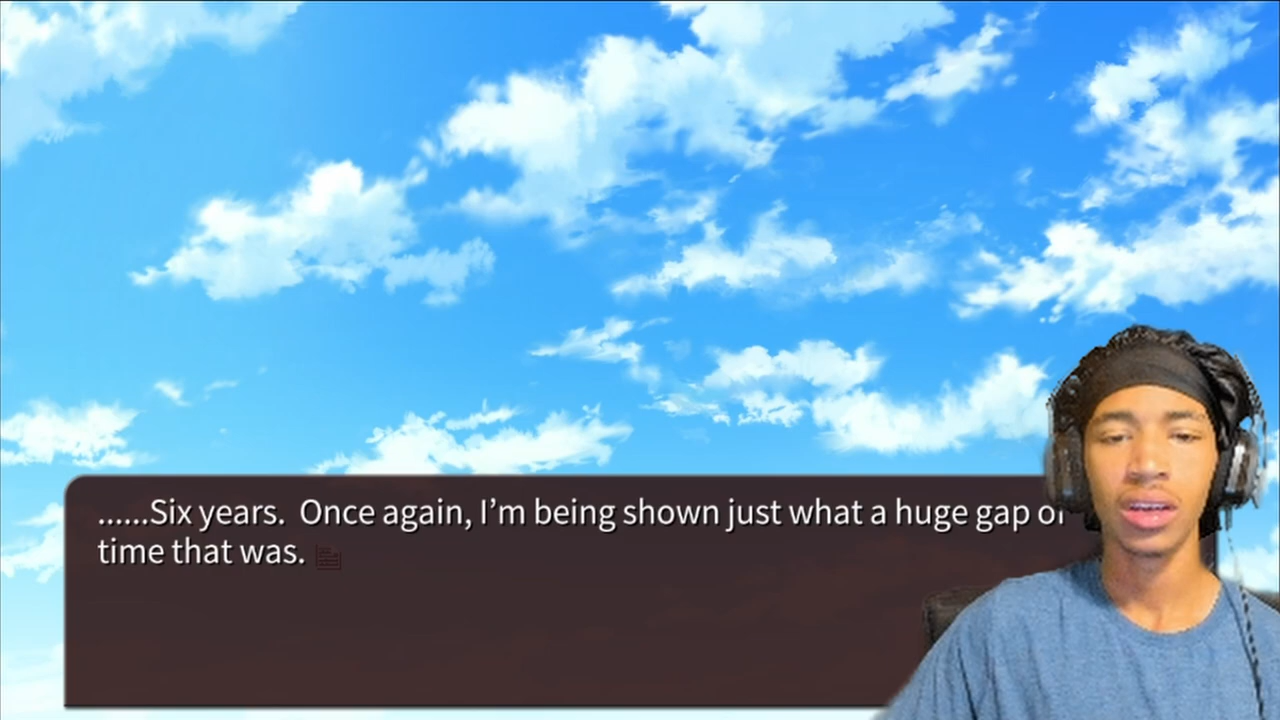 ......Six years.  Once again, I'm being shown just what a huge gap of
time that was.